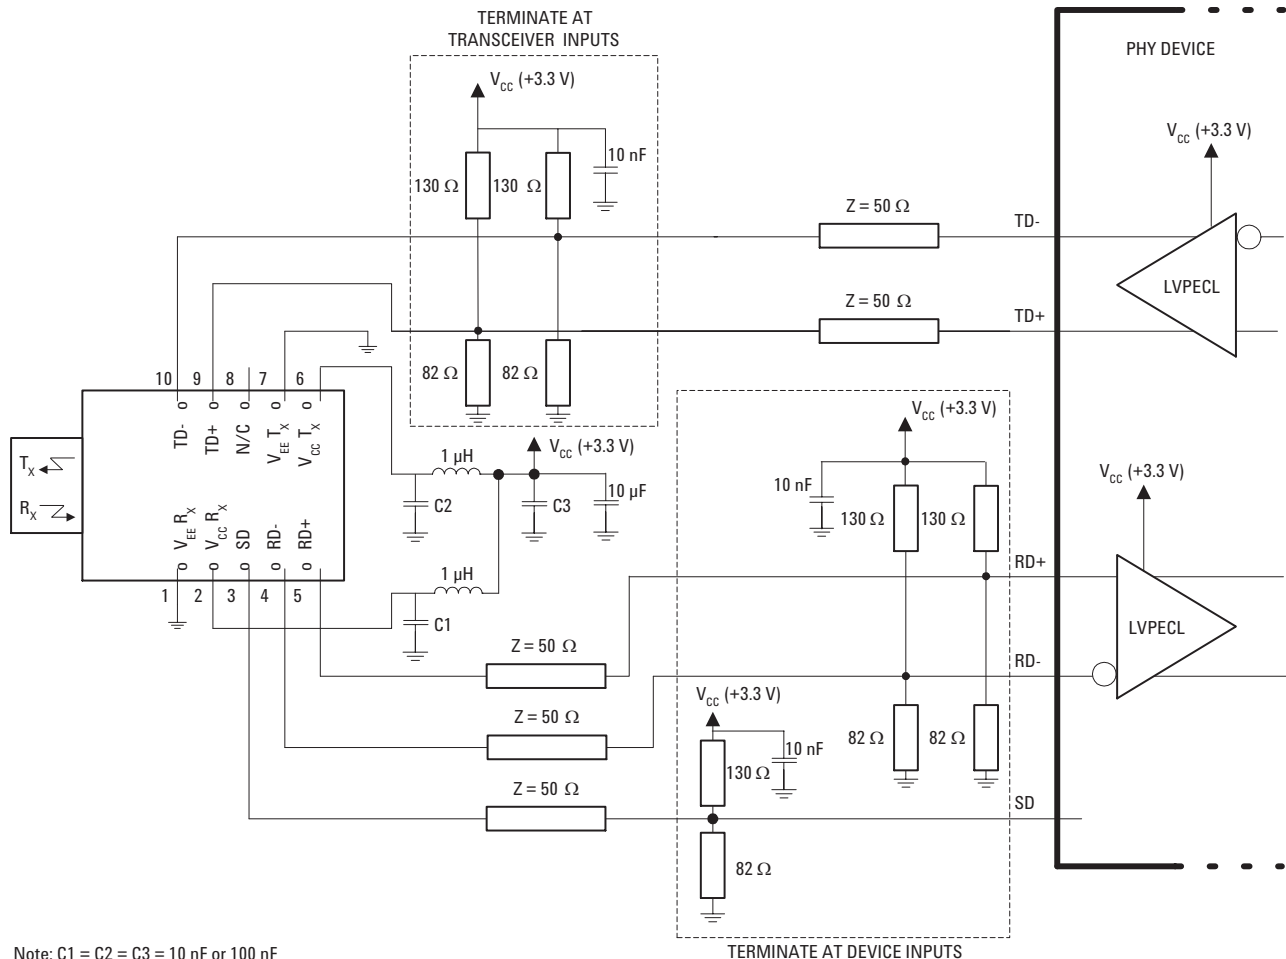 TERMINATE AT
TRANSCEIVER INPUTS
V_CC (+3.3 V)
10 nF
130 Ω
130 Ω
82 Ω
82 Ω
PHY DEVICE
V_CC (+3.3 V)
Z = 50 Ω
TD-
LVPECL
Z = 50 Ω
TD+
10
9
8
7
6
TD-
TD+
N/C
V_EE T_X
V_CC T_X
T_X
R_X
V_EE R_X
V_CC R_X
SD
RD-
RD+
o
o
o
o
o
o
o
o
o
o
1
2
3
4
5
1 µH
V_CC (+3.3 V)
C2
C3
10 µF
1 µH
C1
V_CC (+3.3 V)
10 nF
130 Ω
130 Ω
V_CC (+3.3 V)
RD+
LVPECL
RD-
Z = 50 Ω
Z = 50 Ω
Z = 50 Ω
V_CC (+3.3 V)
10 nF
130 Ω
82 Ω
82 Ω
82 Ω
SD
TERMINATE AT DEVICE INPUTS
Note: C1 = C2 = C3 = 10 nF or 100 nF